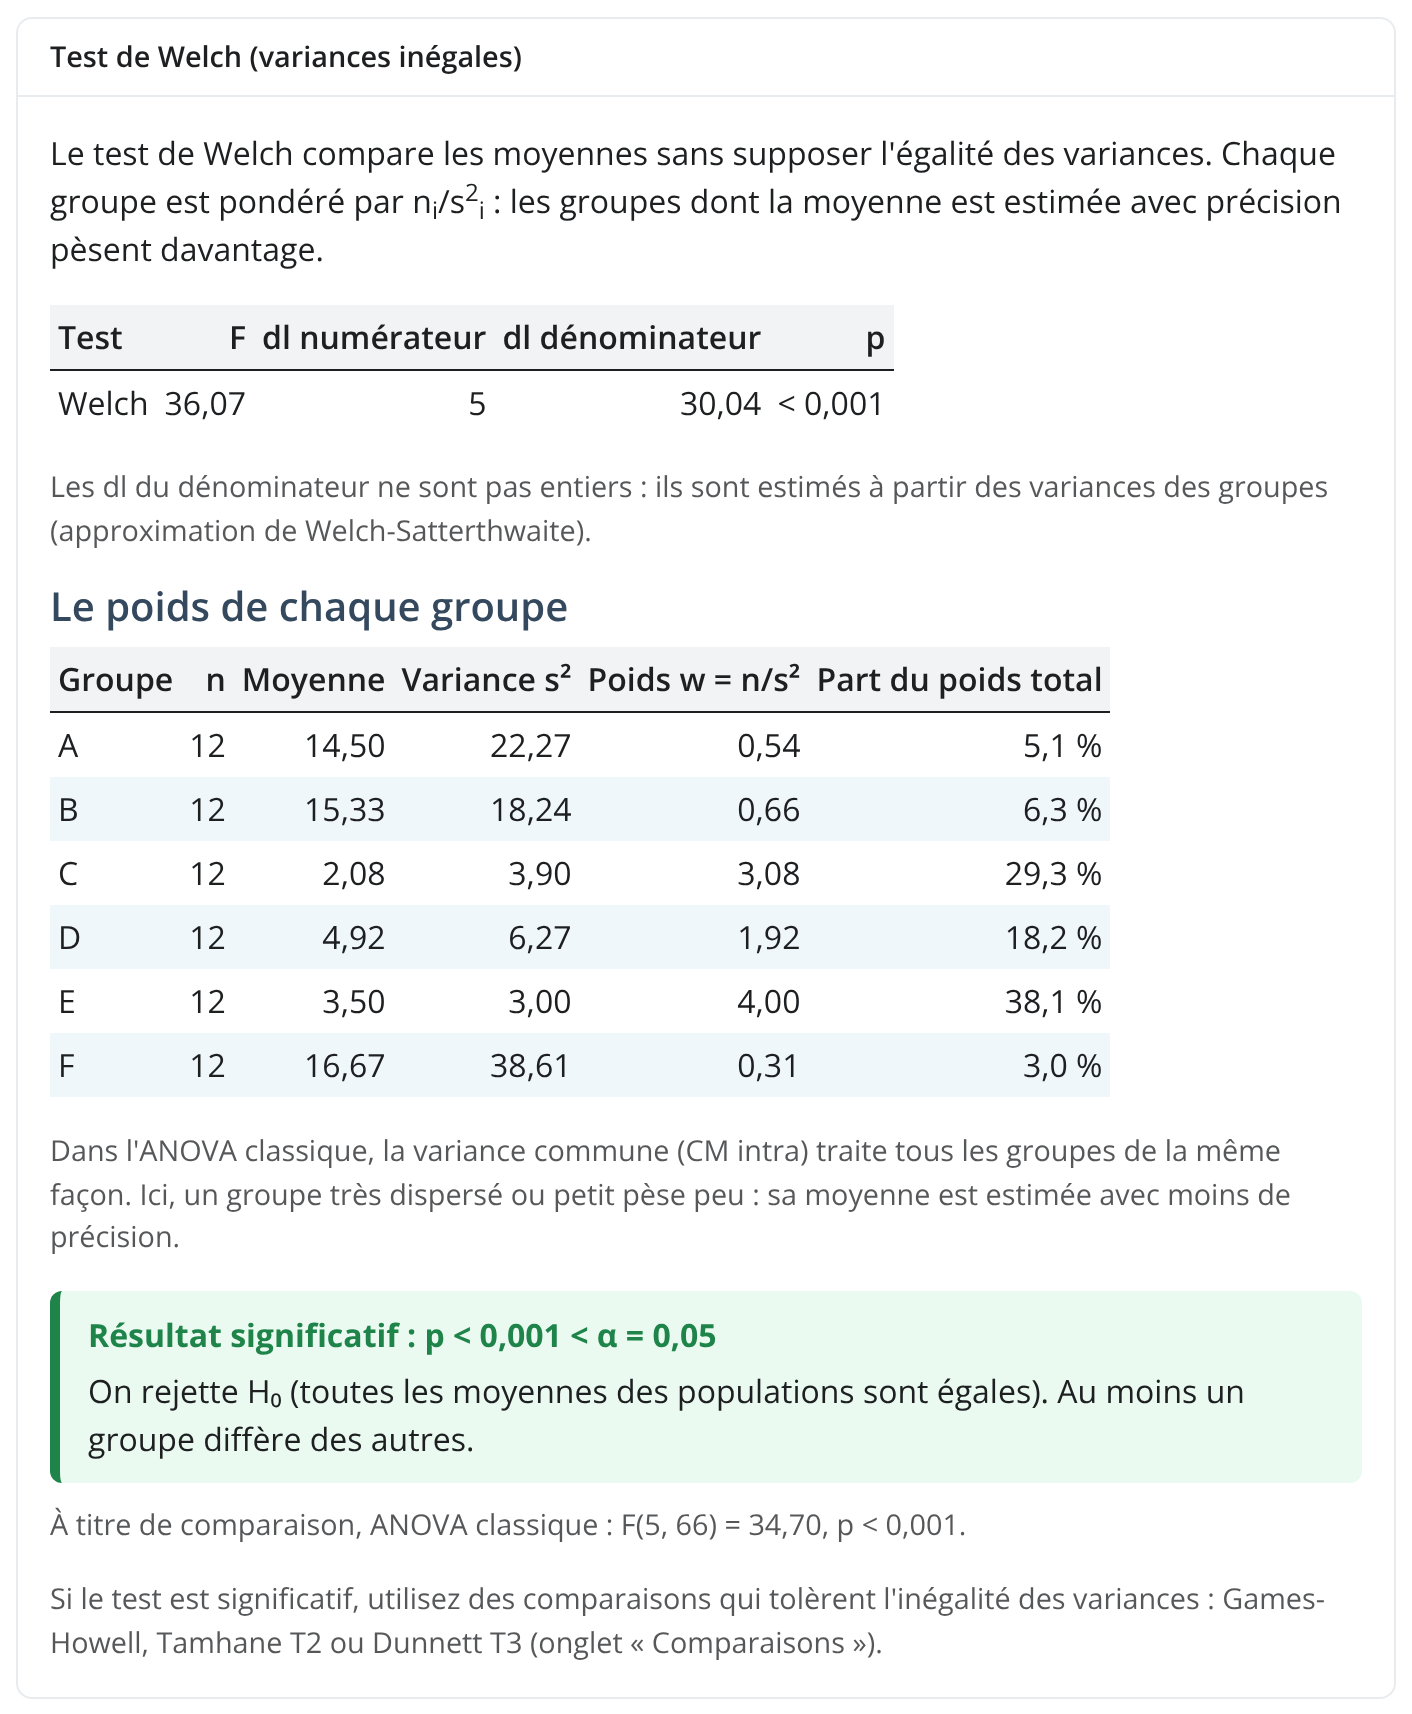 Test de Welch (variances inégales)
Le test de Welch compare les moyennes sans supposer l'égalité des variances. Chaque
groupe est pondéré par nᵢ/s²ᵢ : les groupes dont la moyenne est estimée avec précision
pèsent davantage.
Test F dl numérateur dl dénominateur p
Welch 36,07 5 30,04 < 0,001
Les dl du dénominateur ne sont pas entiers : ils sont estimés à partir des variances des groupes
(approximation de Welch-Satterthwaite).
Le poids de chaque groupe
Groupe n Moyenne Variance s² Poids w = n/s² Part du poids total
A 12 14,50 22,27 0,54 5,1 %
B 12 15,33 18,24 0,66 6,3 %
C 12 2,08 3,90 3,08 29,3 %
D 12 4,92 6,27 1,92 18,2 %
E 12 3,50 3,00 4,00 38,1 %
F 12 16,67 38,61 0,31 3,0 %
Dans l'ANOVA classique, la variance commune (CM intra) traite tous les groupes de la même
façon. Ici, un groupe très dispersé ou petit pèse peu : sa moyenne est estimée avec moins de
précision.
Résultat significatif : p < 0,001 < α = 0,05
On rejette H₀ (toutes les moyennes des populations sont égales). Au moins un
groupe diffère des autres.
À titre de comparaison, ANOVA classique : F(5, 66) = 34,70, p < 0,001.
Si le test est significatif, utilisez des comparaisons qui tolèrent l'inégalité des variances : Games-
Howell, Tamhane T2 ou Dunnett T3 (onglet « Comparaisons »).